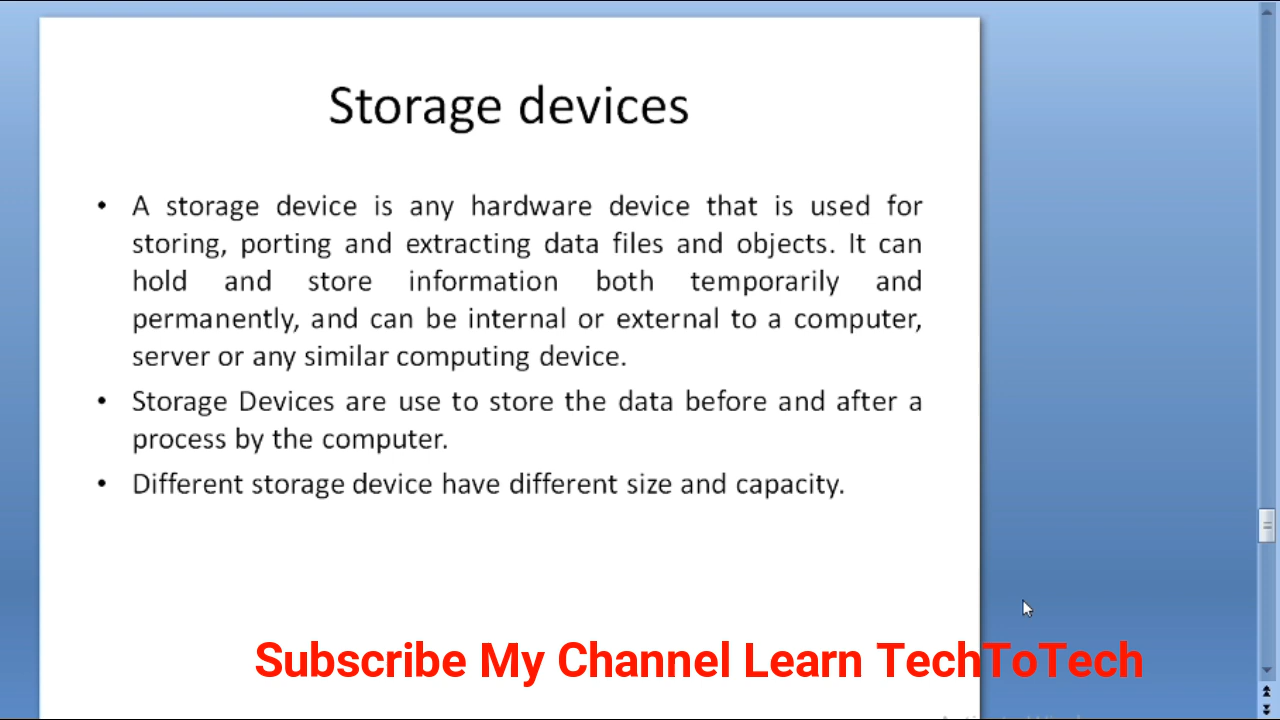 Storage devices
• A storage device is any hardware device that is used for
storing, porting and extracting data files and objects. It can
hold and store information both temporarily and
permanently, and can be internal or external to a computer,
server or any similar computing device.
• Storage Devices are use to store the data before and after a
process by the computer.
• Different storage device have different size and capacity.
Subscribe My Channel Learn TechToTech